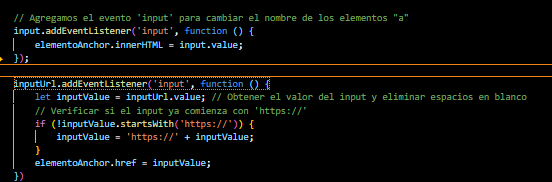 // Agregamos el evento 'input' para cambiar el nombre de los elementos "a"
input.addEventListener('input', function () {
elementoAnchor.innerHTML = input.value;
});
inputUrl.addEventListener('input', function () {
let inputValue = inputUrl.value; // Obtener el valor del input y eliminar espacios en blanco
// Verificar si el input ya comienza con 'https://'
if (!inputValue.startsWith('https://')) {
inputValue = 'https://' + inputValue;
}
elementoAnchor.href = inputValue;
})